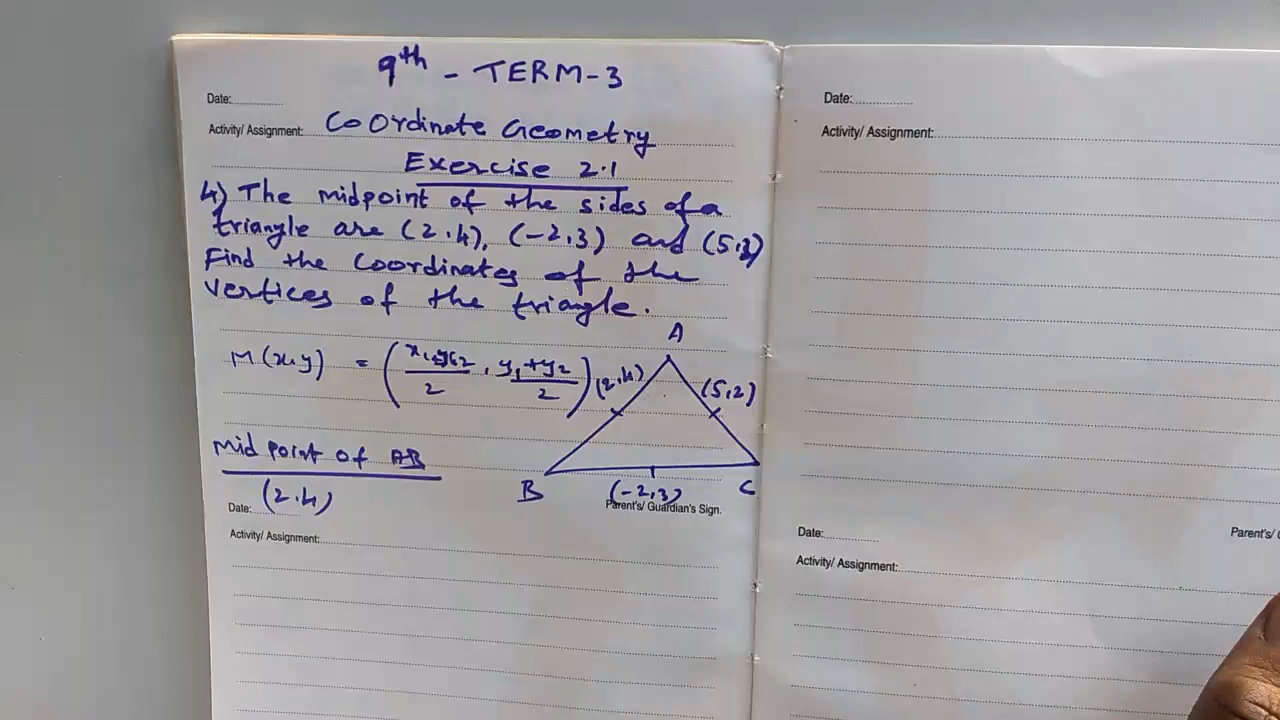 9th - TERM-3
Date:
Activity/ Assignment: Coordinate Geometry
Exercise 2.1
4) The midpoint of the sides of a
triangle are (2,4), (-2,3) and (5,2)
Find the coordinates of the
vertices of the triangle.
M(x,y) = ( , y1+y2 / 2 )
2
A
(2,4)
(5,2)
B
(-2,3)
C
mid point of AB
(2,4)
Date:
Parent's/ Guardian's Sign.
Activity/ Assignment:
Date:
Activity/ Assignment:
Date:
Parent's/
Activity/ Assignment: